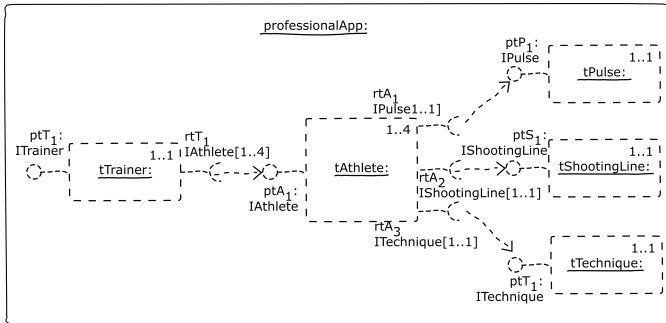 professionalApp:
ptP1:
IPulse
1..1
tPulse:
rtA1
IPulse1..1]
ptT1:
ITrainer
1..1
tTrainer:
rtT1
IAthlete[1..4]
ptA1:
IAthlete
1..4
tAthlete:
ptS1:
IShootingLine
1..1
tShootingLine:
rtA2
IShootingLine[1..1]
rtA3
ITechnique[1..1]
1..1
tTechnique:
ptT1:
ITechnique